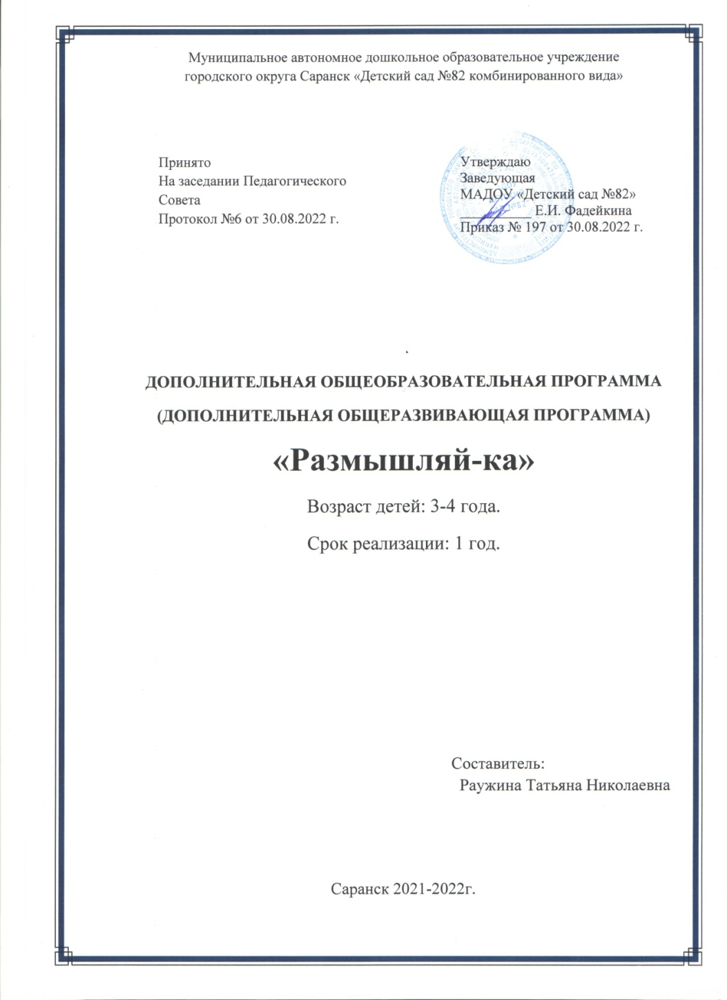 Муниципальное автономное дошкольное образовательное учреждение
городского округа Саранск «Детский сад №82 комбинированного вида»
Принято
На заседании Педагогического
Совета
Протокол №6 от 30.08.2022 г.
Утверждаю
Заведующая
МАДОУ «Детский сад №82»
__________ Е.И. Фадейкина
Приказ № 197 от 30.08.2022 г.
ДОПОЛНИТЕЛЬНАЯ ОБЩЕОБРАЗОВАТЕЛЬНАЯ ПРОГРАММА
(ДОПОЛНИТЕЛЬНАЯ ОБЩЕРАЗВИВАЮЩАЯ ПРОГРАММА)
«Размышляй-ка»
Возраст детей: 3-4 года.
Срок реализации: 1 год.
Составитель:
Раужина Татьяна Николаевна
Саранск 2021-2022г.